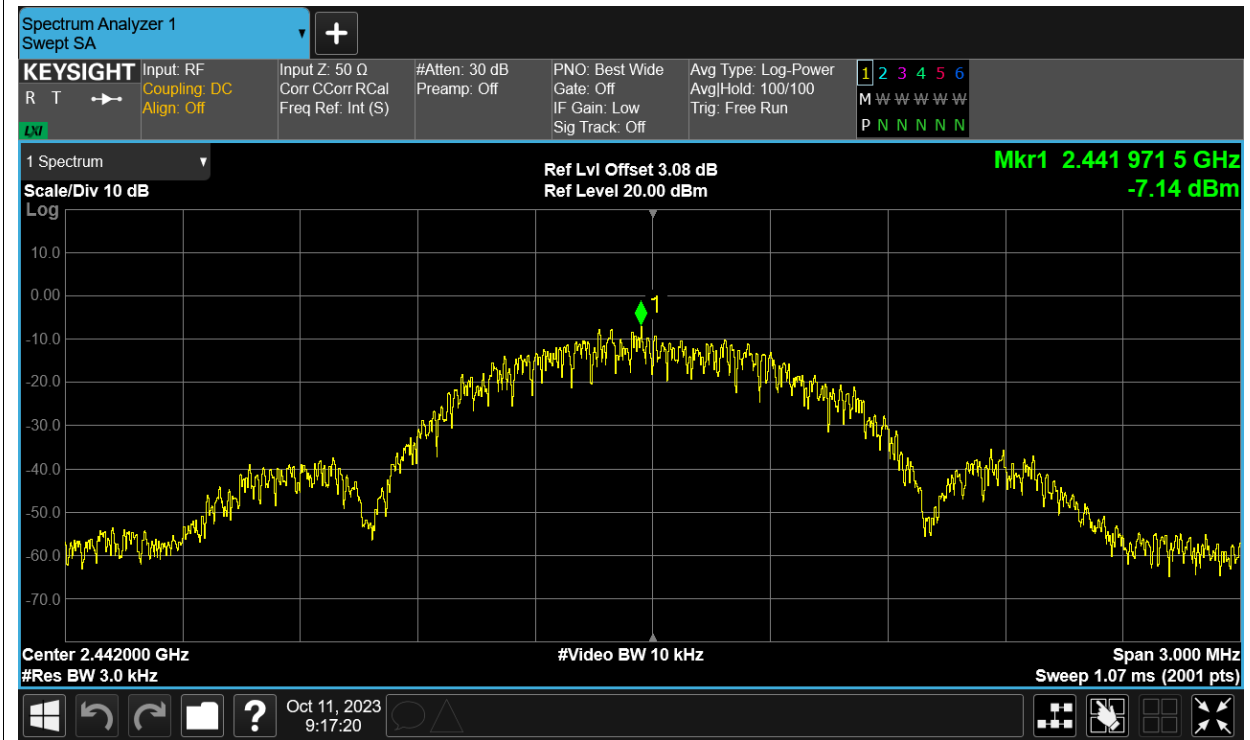 Spectrum Analyzer 1
Swept SA
+
KEYSIGHT
R T
LXI
Input: RF
Coupling: DC
Align: Off
Input Z: 50 Ω
Corr CCorr RCal
Freq Ref: Int (S)
#Atten: 30 dB
Preamp: Off
PNO: Best Wide
Gate: Off
IF Gain: Low
Sig Track: Off
Avg Type: Log-Power
Avg|Hold: 100/100
Trig: Free Run
1 2 3 4 5 6
M W W W W W
P N N N N N
1 Spectrum
Scale/Div 10 dB
Log
Ref Lvl Offset 3.08 dB
Ref Level 20.00 dBm
Mkr1 2.441 971 5 GHz
-7.14 dBm
10.0
0.00
-10.0
-20.0
-30.0
-40.0
-50.0
-60.0
-70.0
1
Center 2.442000 GHz
#Res BW 3.0 kHz
#Video BW 10 kHz
Span 3.000 MHz
Sweep 1.07 ms (2001 pts)
?
Oct 11, 2023
9:17:20